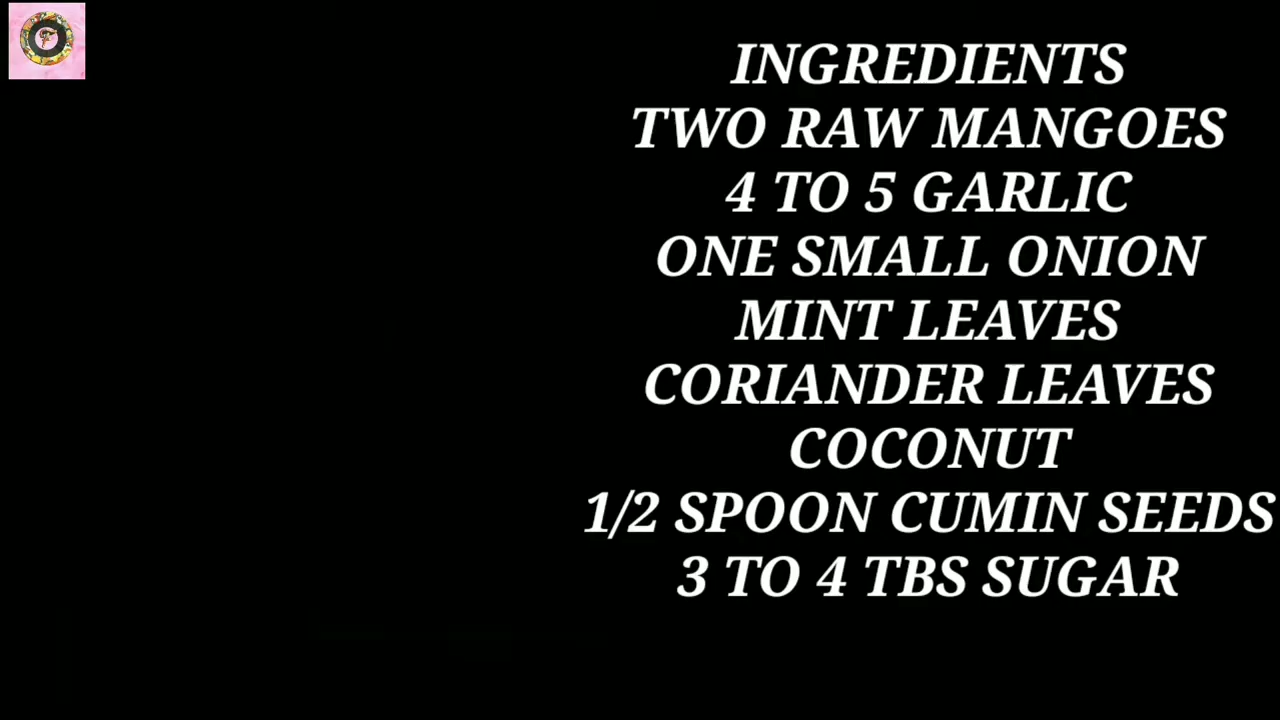 INGREDIENTS
TWO RAW MANGOES
4 TO 5 GARLIC
ONE SMALL ONION
MINT LEAVES
CORIANDER LEAVES
COCONUT
1/2 SPOON CUMIN SEEDS
3 TO 4 TBS SUGAR